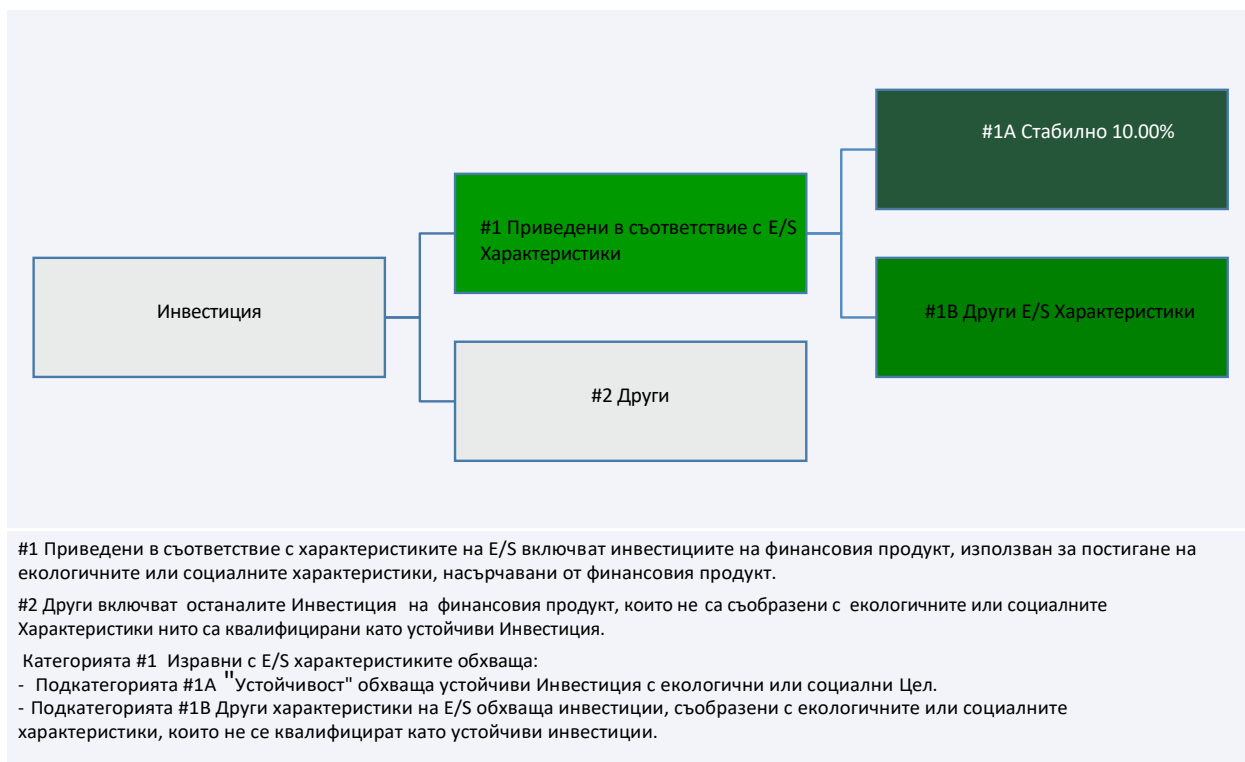 #1A Стабилно 10.00%
#1 Приведени в съответствие с E/S
Характеристики
Инвестиция
#1B Други E/S Характеристики
#2 Други
#1 Приведени в съответствие с характеристиките на E/S включват инвестициите на финансовия продукт, използван за постигане на
екологичните или социалните характеристики, насърчавани от финансовия продукт.
#2 Други включват останалите Инвестиция на финансовия продукт, които не са съобразени с екологичните или социалните
Характеристики нито са квалифицирани като устойчиви Инвестиция.
Категорията #1 Изравни с E/S характеристиките обхваща:
- Подкатегорията #1A "Устойчивост" обхваща устойчиви Инвестиция с екологични или социални Цел.
- Подкатегорията #1B Други характеристики на E/S обхваща инвестиции, съобразени с екологичните или социалните
характеристики, които не се квалифицират като устойчиви инвестиции.